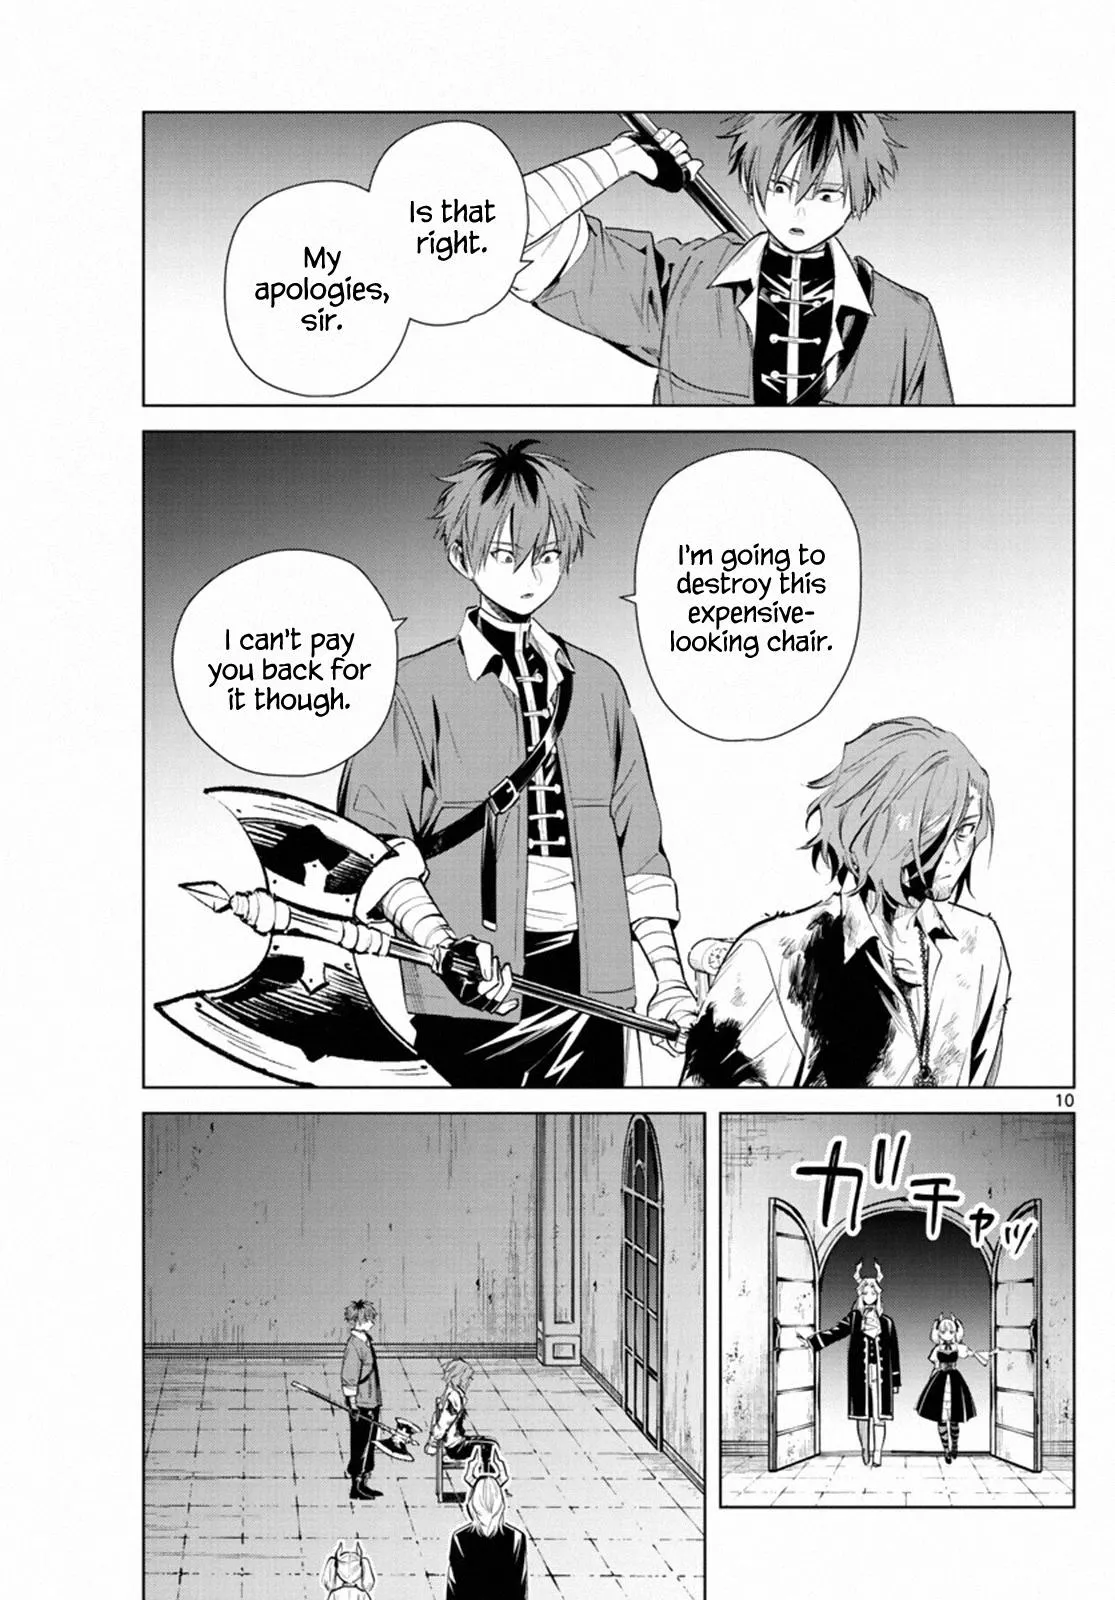 Is that
right.
My
apologies,
sir.
I'm going to
destroy this
expensive-
looking chair.
I can't pay
you back for
it though.
10
ガチャッ